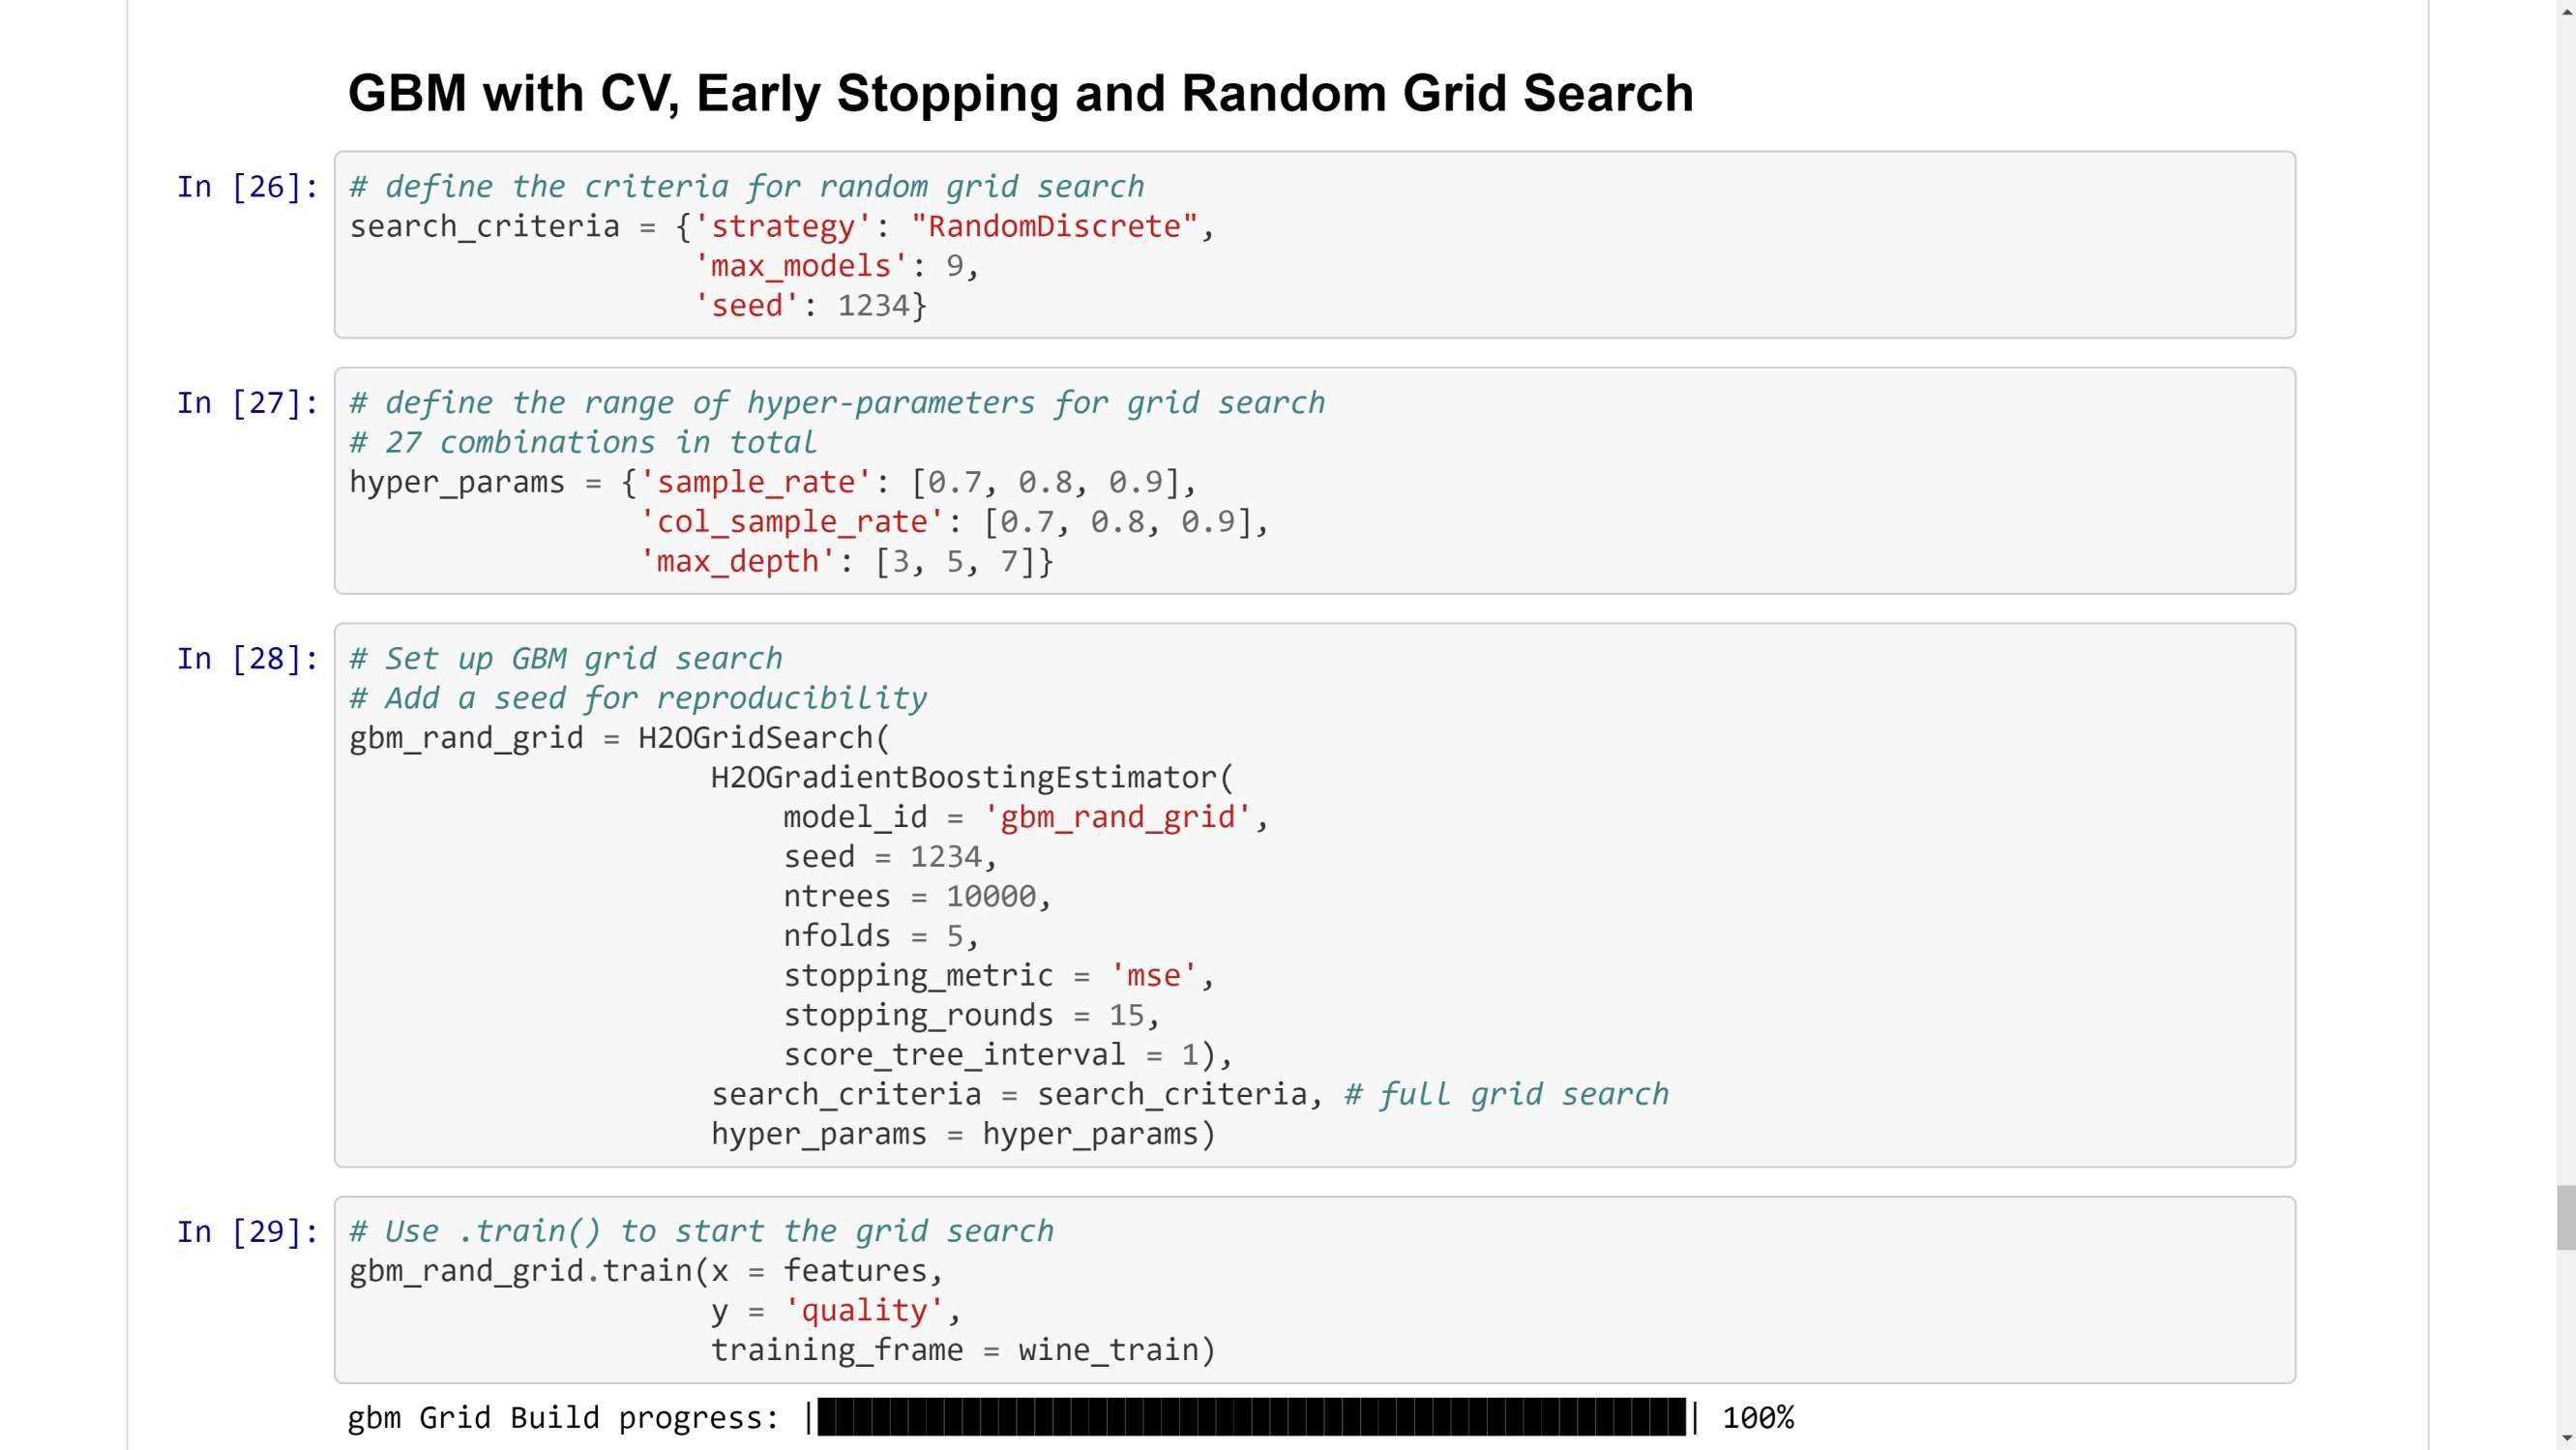 GBM with CV, Early Stopping and Random Grid Search
In [26]: # define the criteria for random grid search
search_criteria = {'strategy': "RandomDiscrete",
'max_models': 9,
'seed': 1234}
In [27]: # define the range of hyper-parameters for grid search
# 27 combinations in total
hyper_params = {'sample_rate': [0.7, 0.8, 0.9],
'col_sample_rate': [0.7, 0.8, 0.9],
'max_depth': [3, 5, 7]}
In [28]: # Set up GBM grid search
# Add a seed for reproducibility
gbm_rand_grid = H2OGridSearch(
H2OGradientBoostingEstimator(
model_id = 'gbm_rand_grid',
seed = 1234,
ntrees = 10000,
nfolds = 5,
stopping_metric = 'mse',
stopping_rounds = 15,
score_tree_interval = 1),
search_criteria = search_criteria, # full grid search
hyper_params = hyper_params)
In [29]: # Use .train() to start the grid search
gbm_rand_grid.train(x = features,
y = 'quality',
training_frame = wine_train)
gbm Grid Build progress: |████████████████████████████████████████████████| 100%